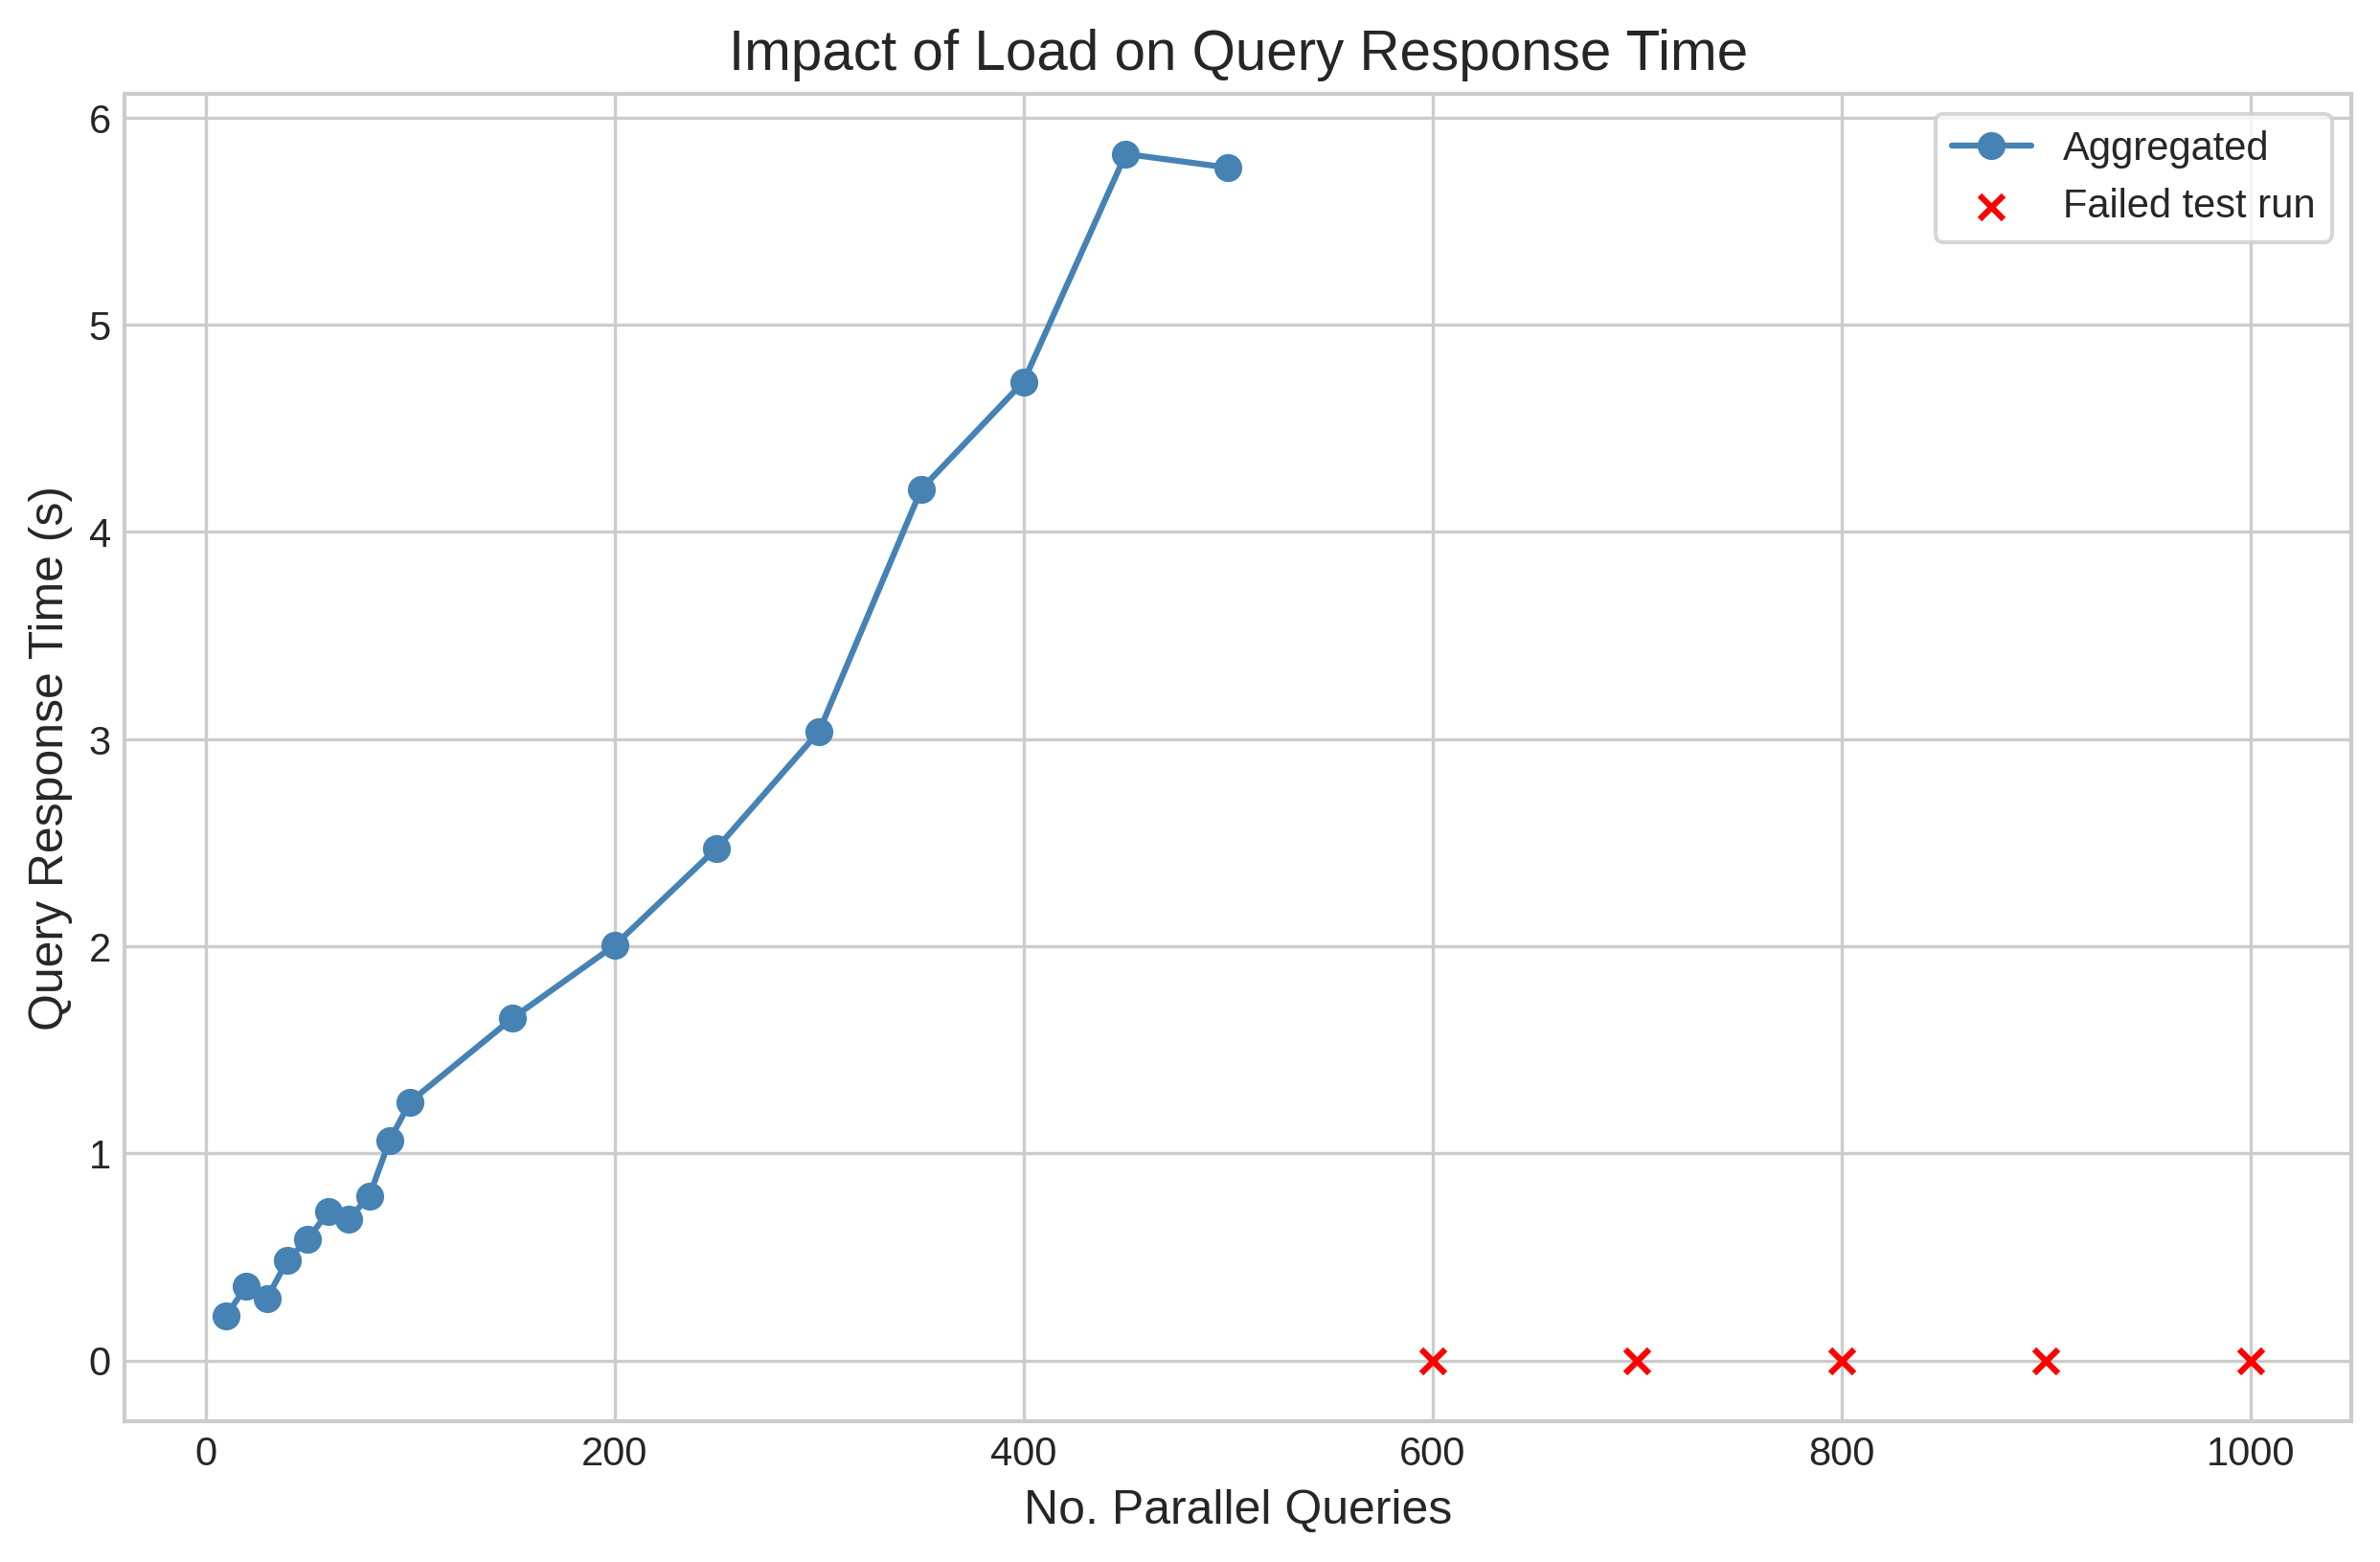 Impact of Load on Query Response Time
6
5
4
3
2
1
0
Query Response Time (s)
Aggregated
Failed test run
0 200 400 600 800 1000
No. Parallel Queries